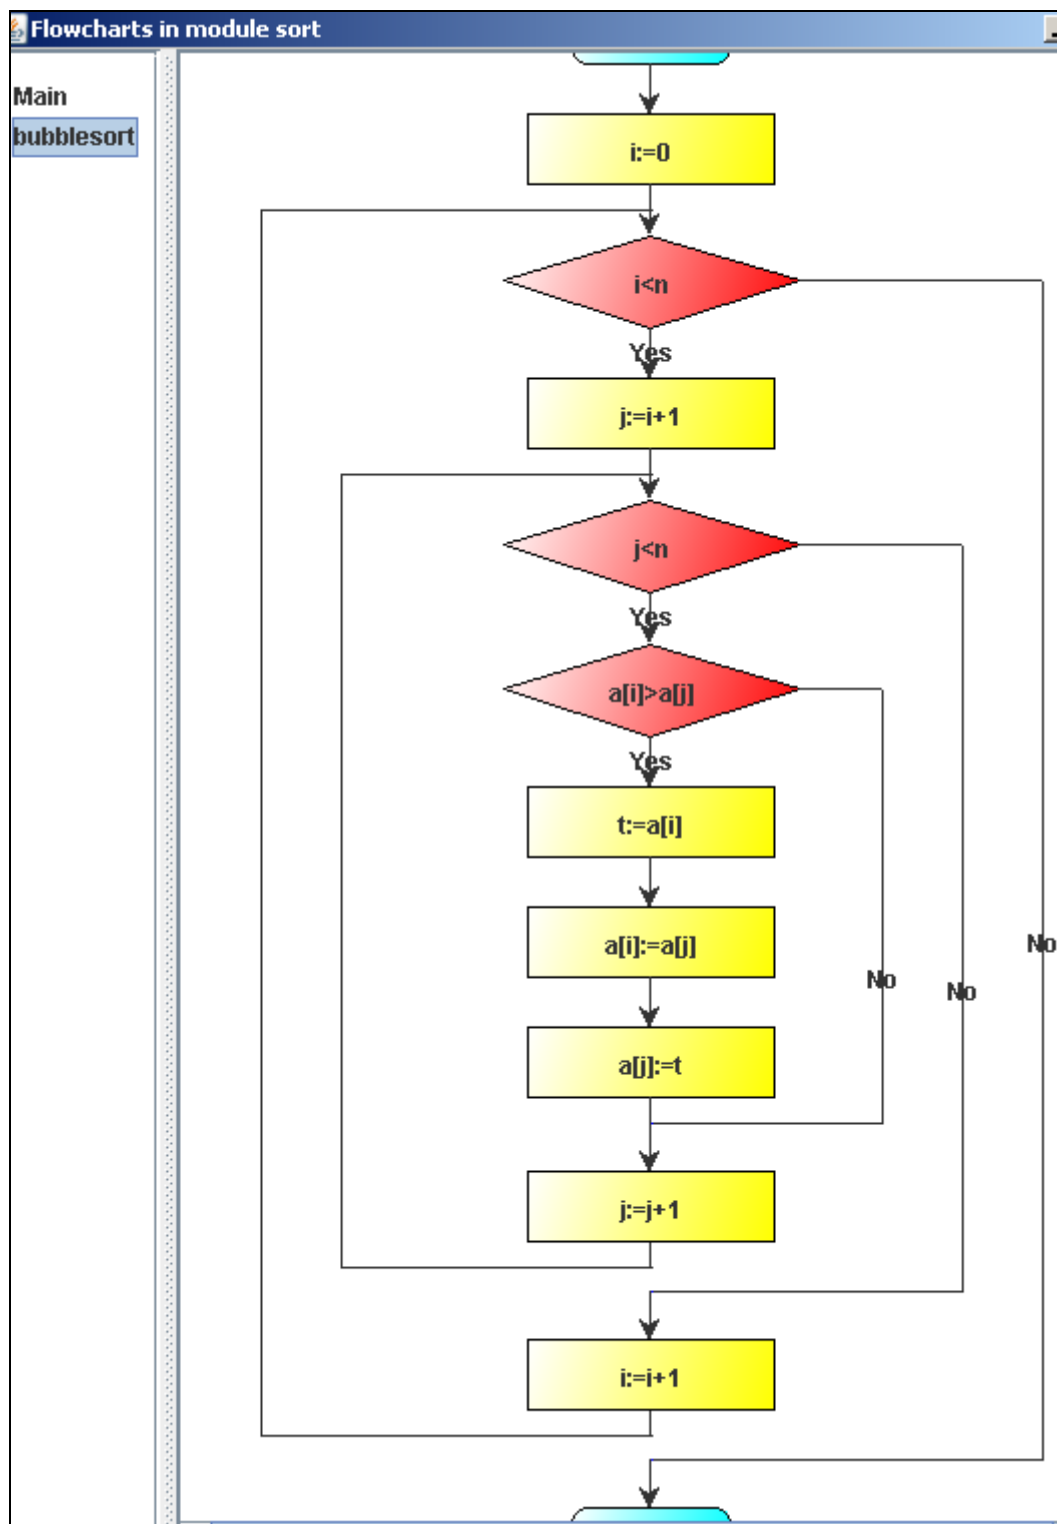 Flowcharts in module sort
Main
bubblesort
i:=0
i<n
Yes
j:=i+1
j<n
Yes
a[i]>a[j]
Yes
t:=a[i]
a[i]:=a[j]
No
No
No
a[j]:=t
j:=j+1
i:=i+1